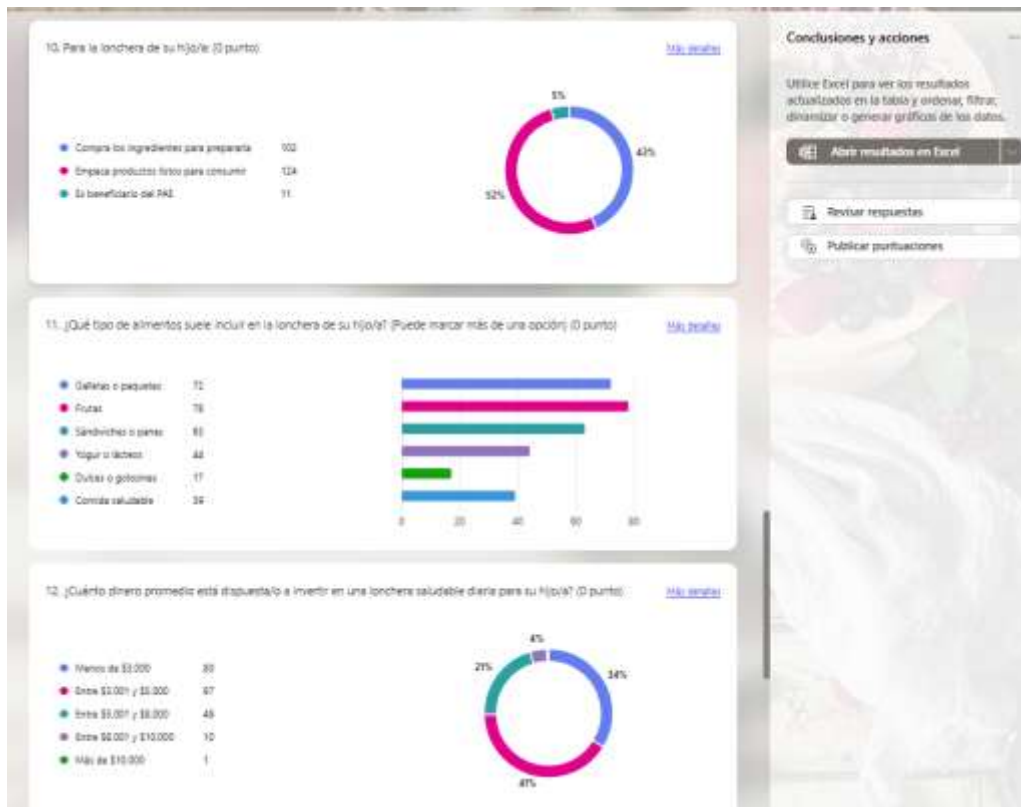 10. Para la lonchera de su hijo/a: (0 punto)
Más detalles
5%
43%
52%
Compra los ingredientes para prepararla 102
Empaca productos listos para consumir 124
Es beneficiario del PAE 11
11. ¿Qué tipo de alimentos suele incluir en la lonchera de su hijo/a? (Puede marcar más de una opción) (0 punto)
Más detalles
Galletas o paquetes 72
Frutas 78
Sándwiches o panes 63
Yogur o lácteos 44
Dulces o golosinas 17
Comida saludable 39
0 20 40 60 80
12. ¿Cuánto dinero promedio está dispuesta/o a invertir en una lonchera saludable diaria para su hijo/a? (0 punto)
Más detalles
4%
21%
34%
41%
Menos de $3.000 80
Entre $3.001 y $5.000 97
Entre $5.001 y $8.000
Entre $8.001 y $10.000 10
Más de $10.000 1
Conclusiones y acciones
Utilice Excel para ver los resultados
actualizados en la tabla y ordenar, filtrar,
dinamizar o generar gráficos de los datos.
Abrir resultados en Excel
Revisar respuestas
Publicar puntuaciones